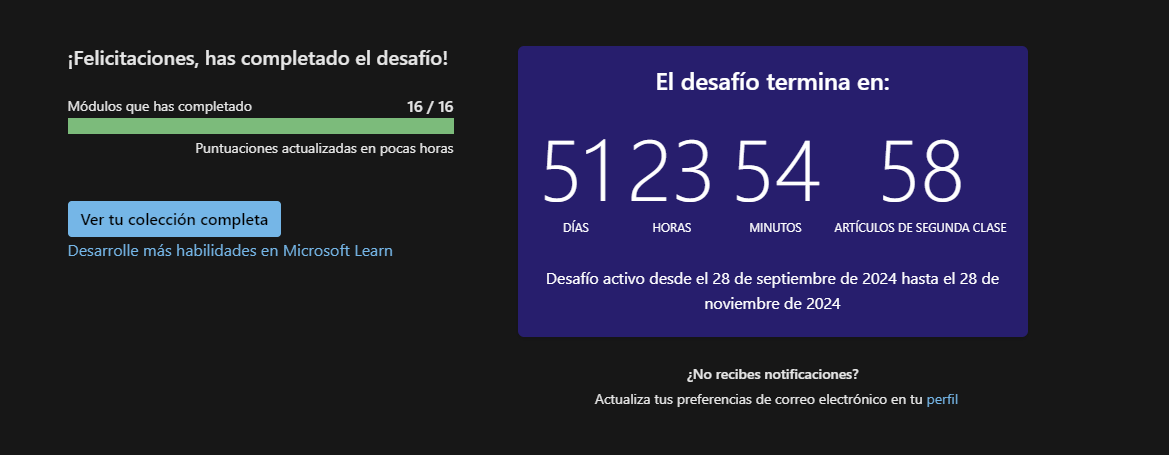 ¡Felicitaciones, has completado el desafío!
Módulos que has completado 16 / 16
Puntuaciones actualizadas en pocas horas
Ver tu colección completa
Desarrolle más habilidades en Microsoft Learn
El desafío termina en:
51 23 54 58
DÍAS HORAS MINUTOS ARTÍCULOS DE SEGUNDA CLASE
Desafío activo desde el 28 de septiembre de 2024 hasta el 28 de
noviembre de 2024
¿No recibes notificaciones?
Actualiza tus preferencias de correo electrónico en tu perfil